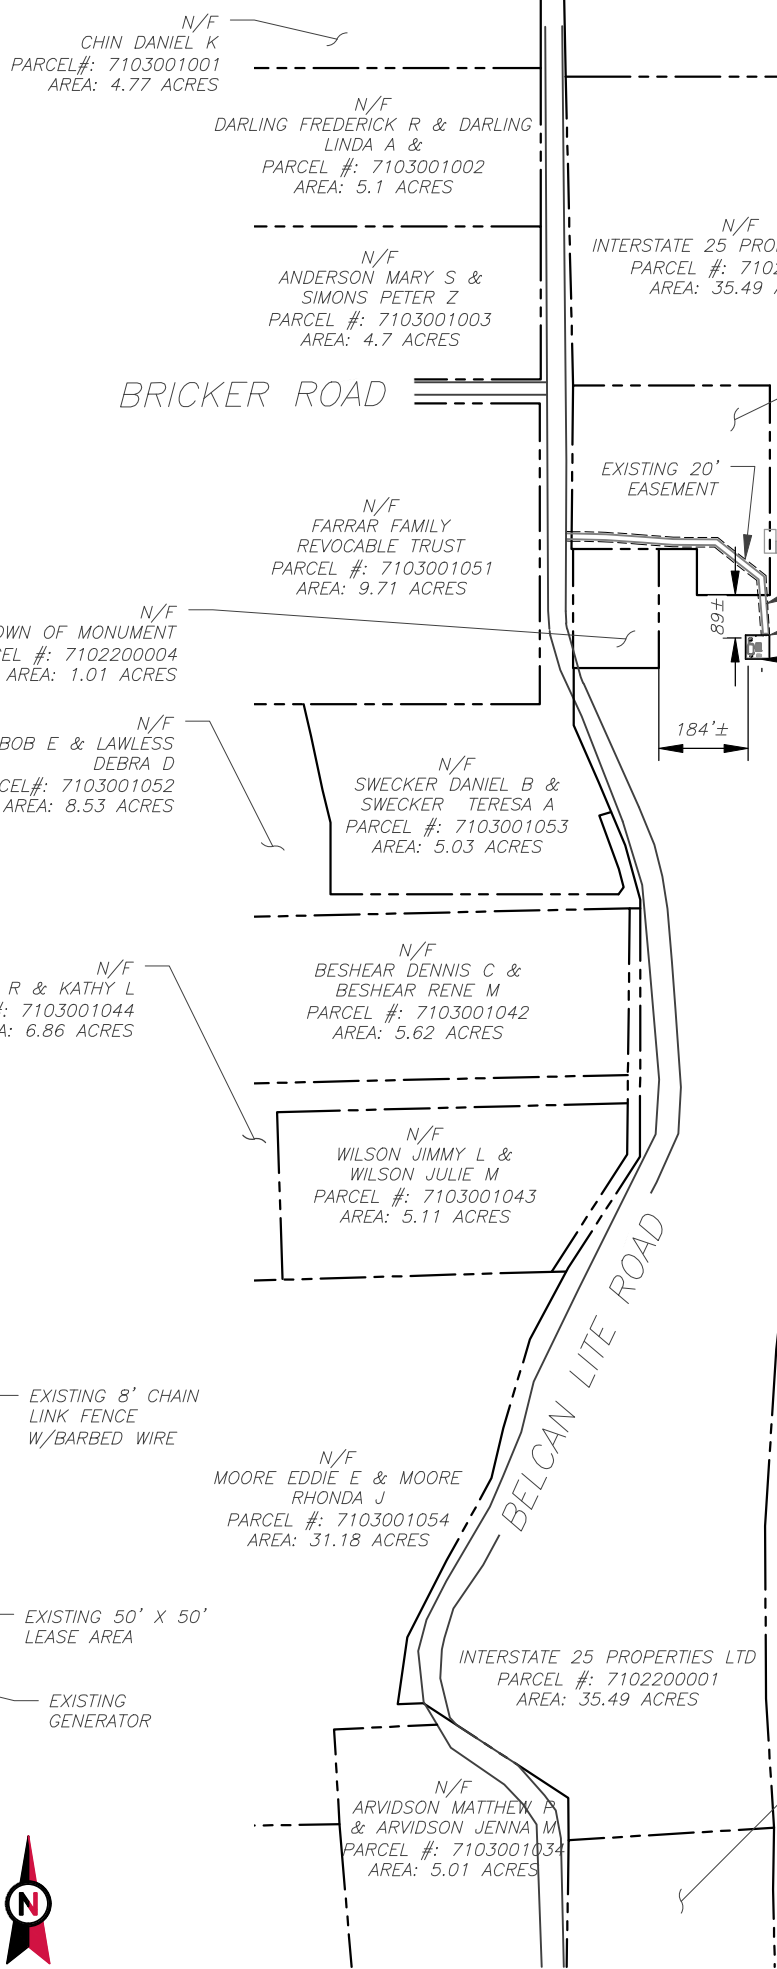 N/F
CHIN DANIEL K
PARCEL#: 7103001001
AREA: 4.77 ACRES
N/F
DARLING FREDERICK R & DARLING
LINDA A &
PARCEL #: 7103001002
AREA: 5.1 ACRES
N/F
INTERSTATE 25 PRO
PARCEL #: 7102
AREA: 35.49
N/F
ANDERSON MARY S &
SIMONS PETER Z
PARCEL #: 7103001003
AREA: 4.7 ACRES
BRICKER ROAD
EXISTING 20'
EASEMENT
N/F
FARRAR FAMILY
REVOCABLE TRUST
PARCEL #: 7103001051
AREA: 9.71 ACRES
N/F
OWN OF MONUMENT
CEL #: 7102200004
AREA: 1.01 ACRES
89±
184'±
N/F
BOB E & LAWLESS
DEBRA D
CEL#: 7103001052
AREA: 8.53 ACRES
N/F
SWECKER DANIEL B &
SWECKER TERESA A
PARCEL #: 7103001053
AREA: 5.03 ACRES
N/F
R & KATHY L
#: 7103001044
A: 6.86 ACRES
N/F
BESHEAR DENNIS C &
BESHEAR RENE M
PARCEL #: 7103001042
AREA: 5.62 ACRES
N/F
WILSON JIMMY L &
WILSON JULIE M
PARCEL #: 7103001043
AREA: 5.11 ACRES
BELCAN LITE ROAD
EXISTING 8' CHAIN
LINK FENCE
W/BARBED WIRE
N/F
MOORE EDDIE E & MOORE
RHONDA J
PARCEL #: 7103001054
AREA: 31.18 ACRES
EXISTING 50' X 50'
LEASE AREA
EXISTING
GENERATOR
INTERSTATE 25 PROPERTIES LTD
PARCEL #: 7102200001
AREA: 35.49 ACRES
N/F
ARVIDSON MATTHEW P
& ARVIDSON JENNA M
PARCEL #: 7103001034
AREA: 5.01 ACRES
N